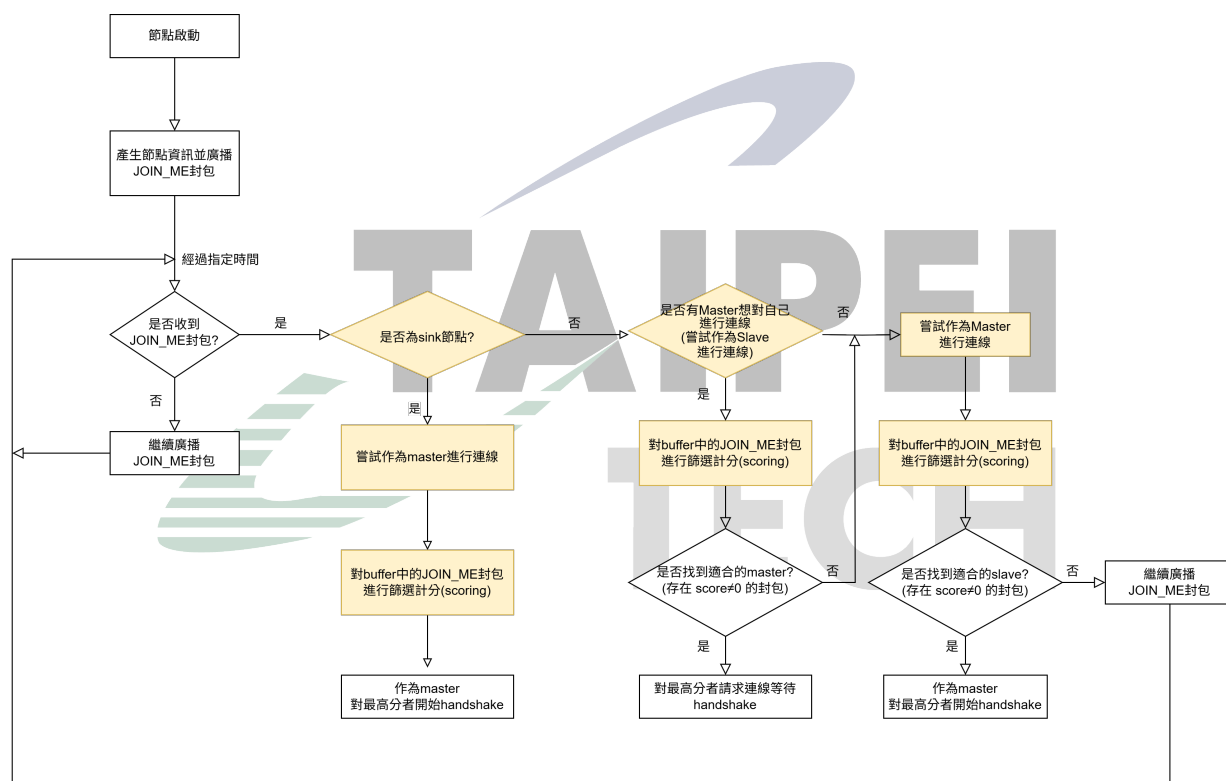 節點啟動
產生節點資訊並廣播
JOIN_ME封包
經過指定時間
是否收到
JOIN_ME封包?
是
否
繼續廣播
JOIN_ME封包
是否為sink節點?
否
是
嘗試作為master進行連線
對buffer中的JOIN_ME封包
進行篩選計分(scoring)
作為master
對最高分者開始handshake
是否有Master想對自己
進行連線
(嘗試作為Slave
進行連線)
否
是
對buffer中的JOIN_ME封包
進行篩選計分(scoring)
是否找到適合的master?
(存在 score≠0 的封包)
否
是
對最高分者請求連線等待
handshake
嘗試作為Master
進行連線
對buffer中的JOIN_ME封包
進行篩選計分(scoring)
是否找到適合的slave?
(存在 score≠0 的封包)
否
是
作為master
對最高分者開始handshake
繼續廣播
JOIN_ME封包
TAIPEI
TECH